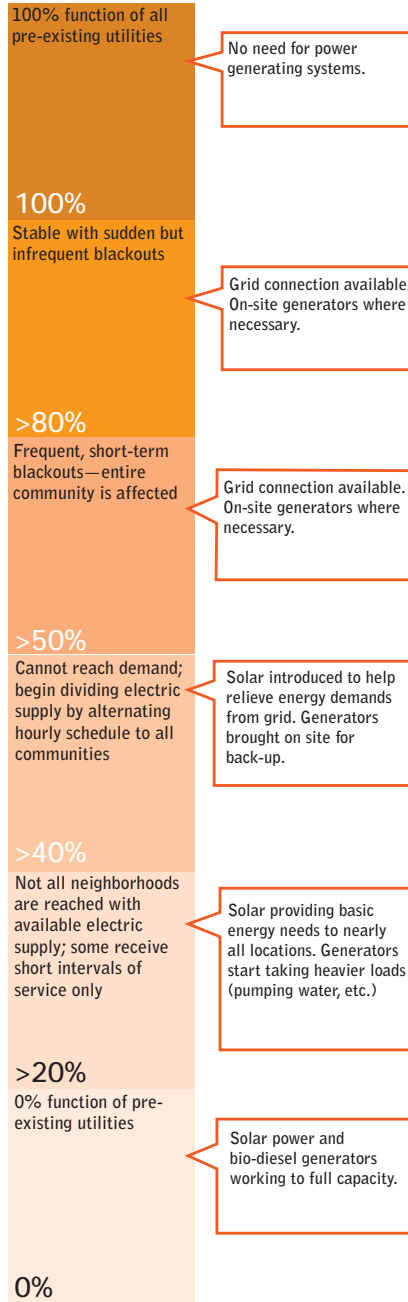 100% function of all
pre-existing utilities
No need for power
generating systems.
100%
Stable with sudden but
infrequent blackouts
Grid connection available.
On-site generators where
necessary.
>80%
Frequent, short-term
blackouts—entire
community is affected
Grid connection available.
On-site generators where
necessary.
>50%
Cannot reach demand;
begin dividing electric
supply by alternating
hourly schedule to all
communities
Solar introduced to help
relieve energy demands
from grid. Generators
brought on site for
back-up.
>40%
Not all neighborhoods
are reached with
available electric
supply; some receive
short intervals of
service only
Solar providing basic
energy needs to nearly
all locations. Generators
start taking heavier loads
(pumping water, etc.)
>20%
0% function of pre-
existing utilities
Solar power and
bio-diesel generators
working to full capacity.
0%